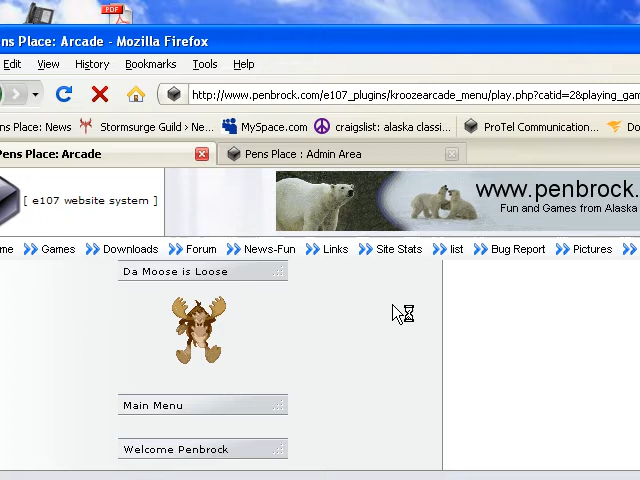 PDF
ns Place: Arcade - Mozilla Firefox
Edit View History Bookmarks Tools Help
http://www.penbrock.com/e107_plugins/kroozearcade_menu/play.php?catid=2&playing_gam
ns Place: News Stormsurge Guild › Ne... MySpace.com craigslist: alaska classi... ProTel Communication... Do
Pens Place: Arcade Pens Place : Admin Area
[ e107 website system ]
www.penbrock.
Fun and Games from Alaska
me Games Downloads Forum News-Fun Links Site Stats list Bug Report Pictures
Da Moose is Loose
Main Menu
Welcome Penbrock